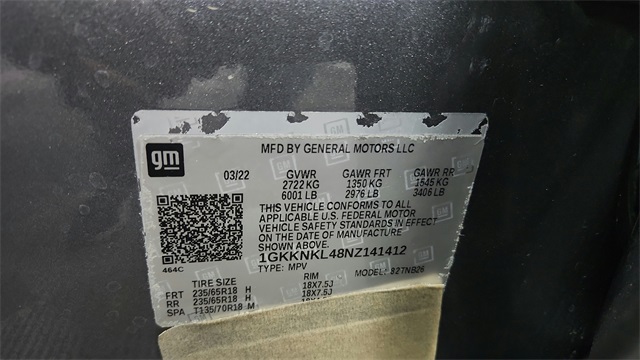 gm
MFD BY GENERAL MOTORS LLC
03/22 GVWR GAWR FRT GAWR RR
2722 KG 1350 KG 1545 KG
6001 LB 2976 LB 3406 LB
THIS VEHICLE CONFORMS TO ALL
APPLICABLE U.S. FEDERAL MOTOR
VEHICLE SAFETY STANDARDS IN EFFECT
ON THE DATE OF MANUFACTURE
SHOWN ABOVE.
464C
1GKKNKL48NZ141412
TYPE: MPV MODEL: 82TNB26
TIRE SIZE RIM
FRT 235/65R18 H 18X7.5J
RR 235/65R18 H 18X7.5J
SPA T135/70R18 M